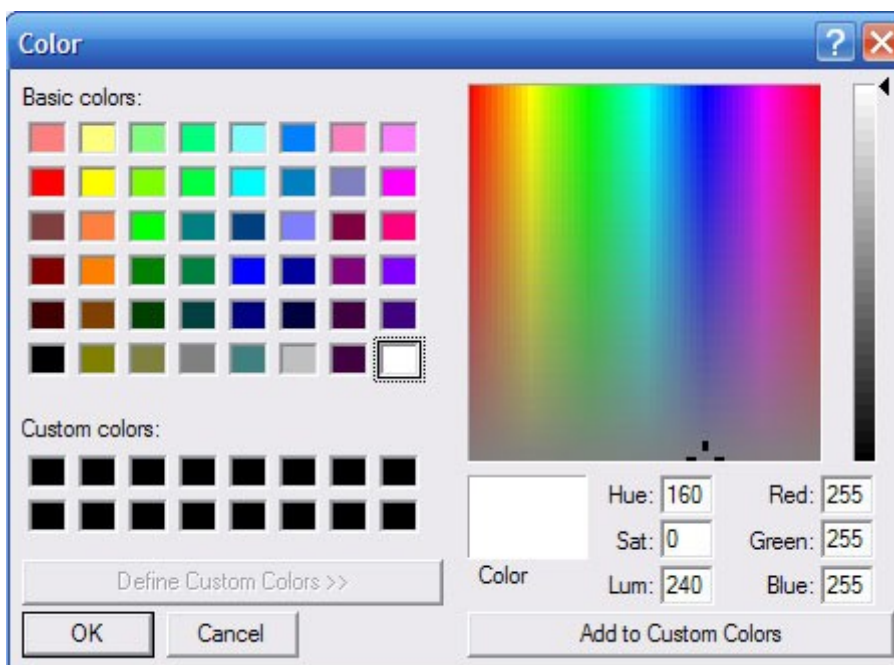 Color
?
Basic colors:
Custom colors:
Define Custom Colors >>
OK Cancel
Color
Hue: 160
Sat: 0
Lum: 240
Red: 255
Green: 255
Blue: 255
Add to Custom Colors